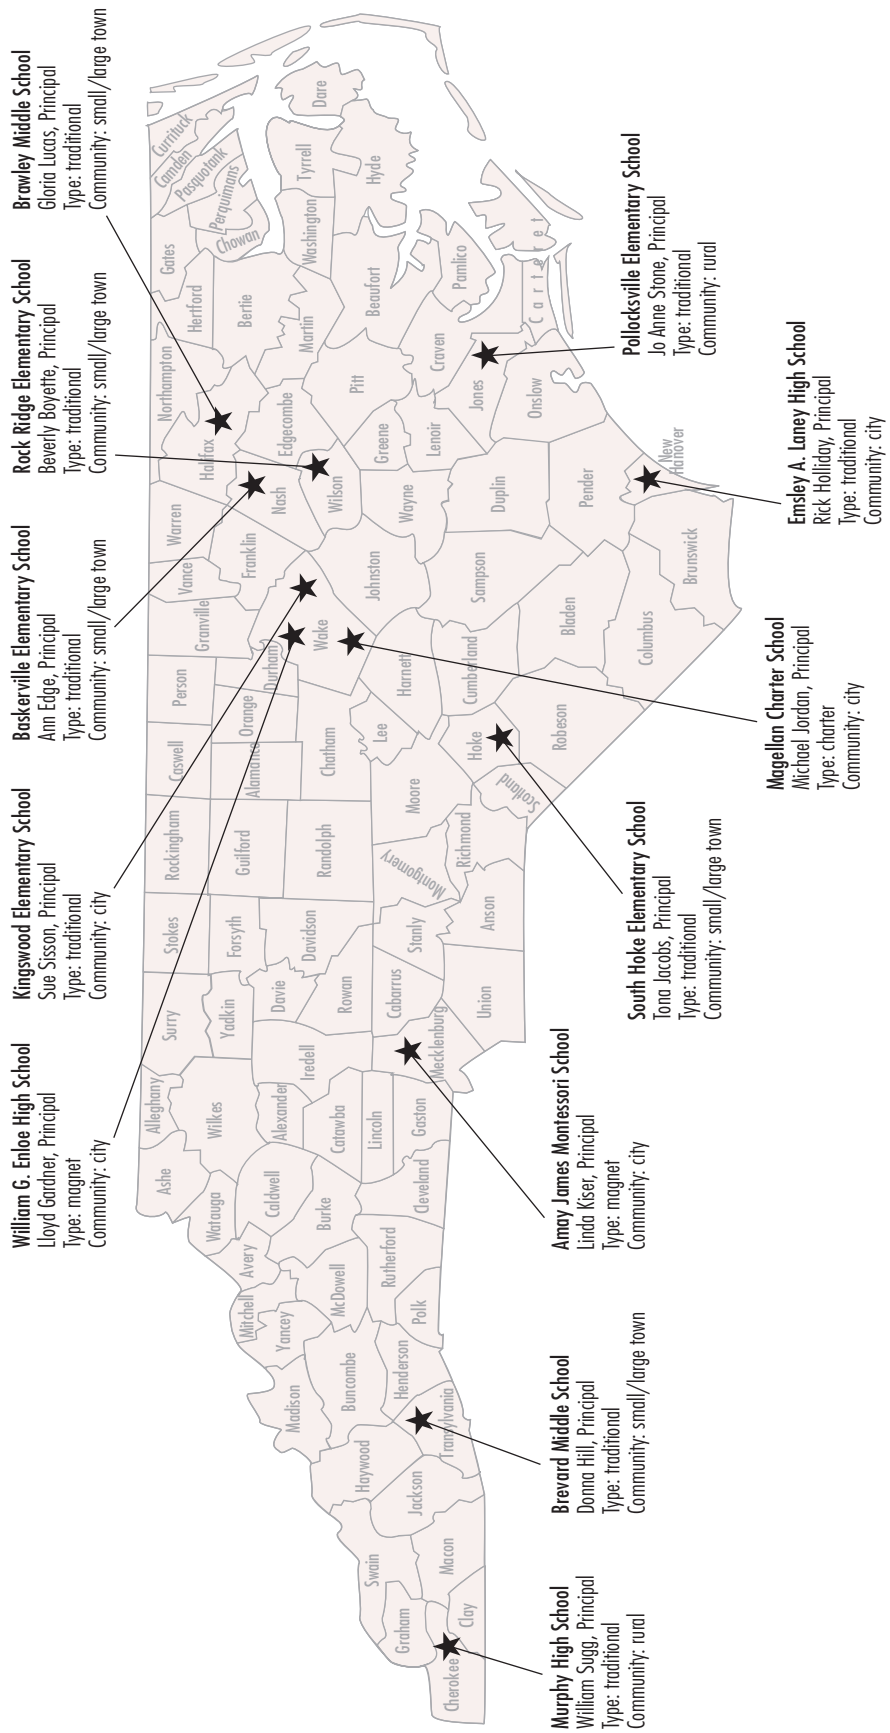 William G. Enloe High School
Lloyd Gardner, Principal
Type: magnet
Community: city
Kingswood Elementary School
Sue Sisson, Principal
Type: traditional
Community: city
Baskerville Elementary School
Ann Edge, Principal
Type: traditional
Community: small/large town
Rock Ridge Elementary School
Beverly Boyette, Principal
Type: traditional
Community: small/large town
Brawley Middle School
Gloria Lucas, Principal
Type: traditional
Community: small/large town
Ashe
Alleghany
Surry
Stokes
Rockingham
Caswell
Person
Granville
Vance
Warren
Northampton
Hertford
Gates
Chowan
Perquimans
Pasquotank
Camden
Currituck
Watauga
Wilkes
Yadkin
Forsyth
Guilford
Alamance
Orange
Durham
Franklin
Halifax
Bertie
Mitchell
Avery
Caldwell
Alexander
Iredell
Davie
Davidson
Randolph
Chatham
Wake
Nash
Edgecombe
Martin
Washington
Tyrrell
Dare
Madison
Yancey
McDowell
Burke
Catawba
Rowan
Lee
Johnston
Wilson
Pitt
Beaufort
Hyde
Swain
Haywood
Buncombe
Rutherford
Lincoln
Cabarrus
Stanly
Montgomery
Moore
Harnett
Wayne
Greene
Lenoir
Craven
Pamlico
Graham
Jackson
Henderson
Polk
Cleveland
Gaston
Mecklenburg
Cherokee
Clay
Macon
Transylvania
Union
Anson
Richmond
Scotland
Hoke
Cumberland
Sampson
Duplin
Jones
Onslow
Carteret
Robeson
Bladen
Pender
Columbus
Brunswick
New
Hanover
Murphy High School
William Sugg, Principal
Type: traditional
Community: rural
Brevard Middle School
Donna Hill, Principal
Type: traditional
Community: small/large town
Amay James Montessori School
Linda Kiser, Principal
Type: magnet
Community: city
South Hoke Elementary School
Tona Jacobs, Principal
Type: traditional
Community: small/large town
Magellan Charter School
Michael Jordan, Principal
Type: charter
Community: city
Emsley A. Laney High School
Rick Holliday, Principal
Type: traditional
Community: city
Pollocksville Elementary School
Jo Anne Stone, Principal
Type: traditional
Community: rural